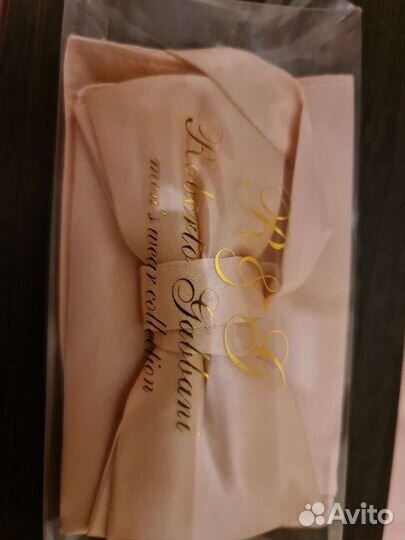 R&G
Roberto Gabbani
men's wear collection
Avito